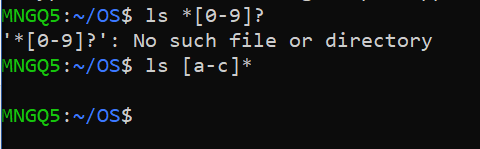 MNGQ5:~/OS$ ls *[0-9]?
'*[0-9]?': No such file or directory
MNGQ5:~/OS$ ls [a-c]*
MNGQ5:~/OS$